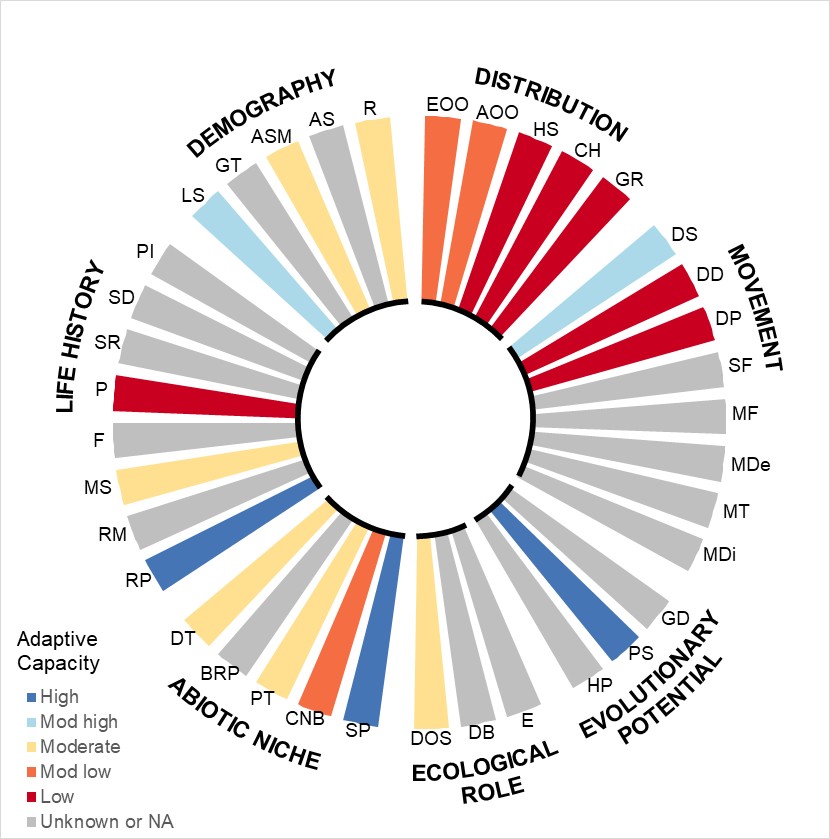 DEMOGRAPHY
LS
GT
ASM
AS
R
DISTRIBUTION
EOO
AOO
HS
CH
GR
MOVEMENT
DS
DD
DP
SF
MF
MDe
MT
MDi
EVOLUTIONARY
POTENTIAL
GD
PS
HP
ECOLOGICAL
ROLE
E
DB
DOS
ABIOTIC NICHE
SP
CNB
PT
BRP
DT
LIFE HISTORY
RP
RM
MS
F
P
SR
SD
PI
Adaptive
Capacity
High
Mod high
Moderate
Mod low
Low
Unknown or NA